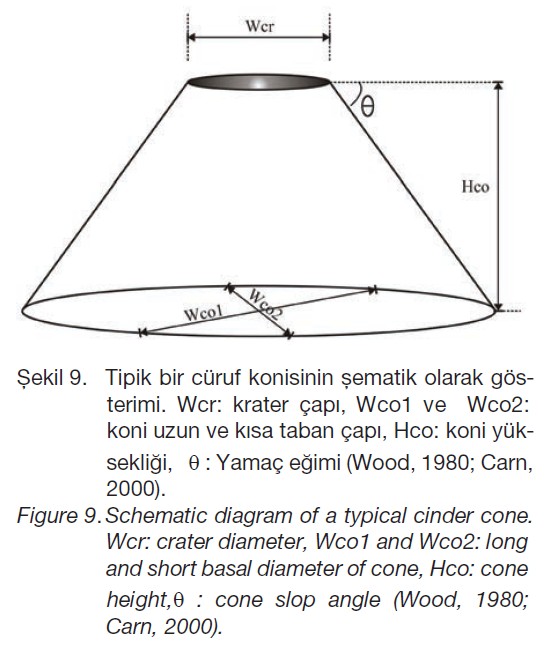 Wcr
θ
Hco
Wco1
Wco2
Şekil 9. Tipik bir cüruf konisinin şematik olarak gös-
terimi. Wcr: krater çapı, Wco1 ve Wco2:
koni uzun ve kısa taban çapı, Hco: koni yük-
sekliği, θ : Yamaç eğimi (Wood, 1980; Carn,
2000).
Figure 9. Schematic diagram of a typical cinder cone.
Wcr: crater diameter, Wco1 and Wco2: long
and short basal diameter of cone, Hco: cone
height,θ : cone slop angle (Wood, 1980;
Carn, 2000).